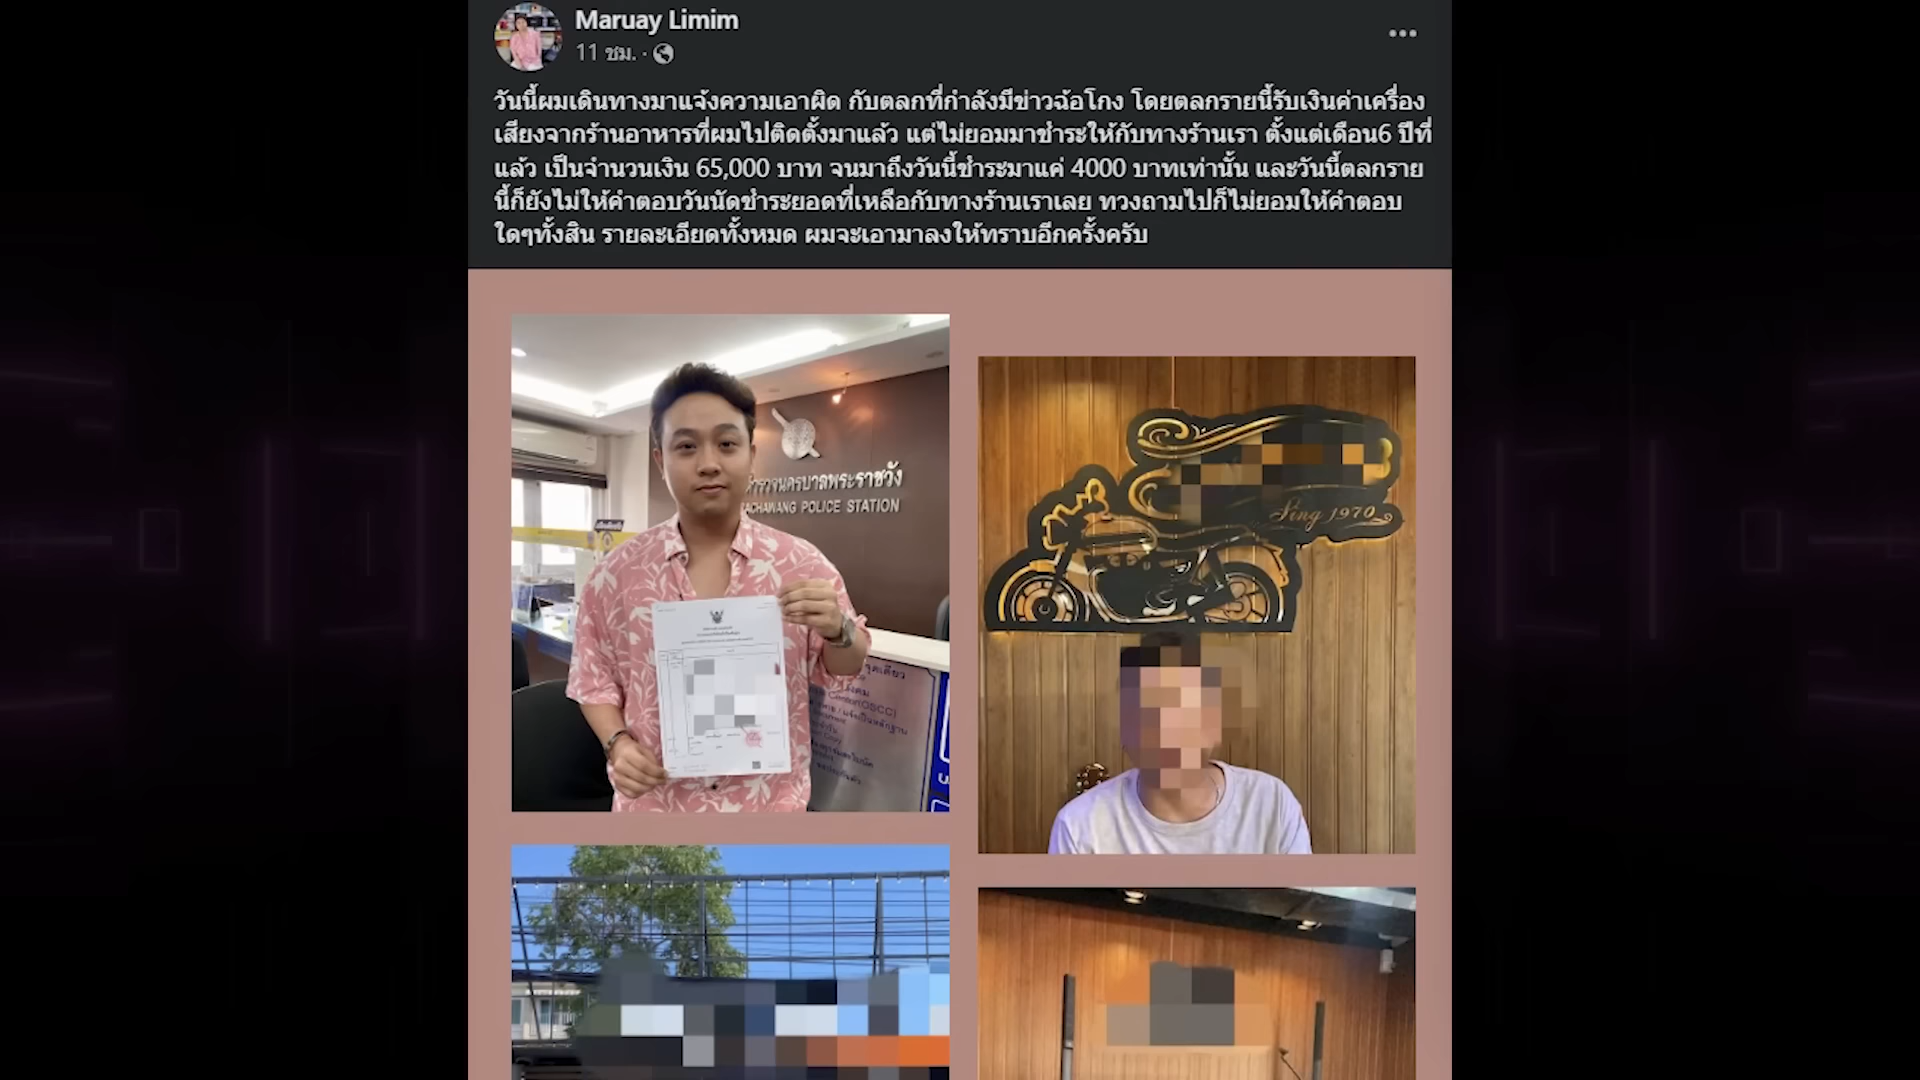 Maruay Limim
11 ชม. ·
วันนี้ผมเดินทางมาแจ้งความเอาผิด กับตลกที่กำลังมีข่าวฉ้อโกง โดยตลกรายนี้รับเงินค่าเครื่อง
เสียงจากร้านอาหารที่ผมไปติดตั้งมาแล้ว แต่ไม่ยอมมาชำระให้กับทางร้านเรา ตั้งแต่เดือน6 ปีที่
แล้ว เป็นจำนวนเงิน 65,000 บาท จนมาถึงวันนี้ชำระมาแค่ 4000 บาทเท่านั้น และวันนี้ตลกราย
นี้ก็ยังไม่ให้คำตอบวันนัดชำระยอดที่เหลือกับทางร้านเราเลย ทวงถามไปก็ไม่ยอมให้คำตอบ
ใดๆทั้งสิน รายละเอียดทั้งหมด ผมจะเอามาลงให้ทราบอีกครั้งครับ
ตำรวจนครบาลพระราชวัง
ACHAWANG POLICE STATION
Sing 1970
(OSCC)